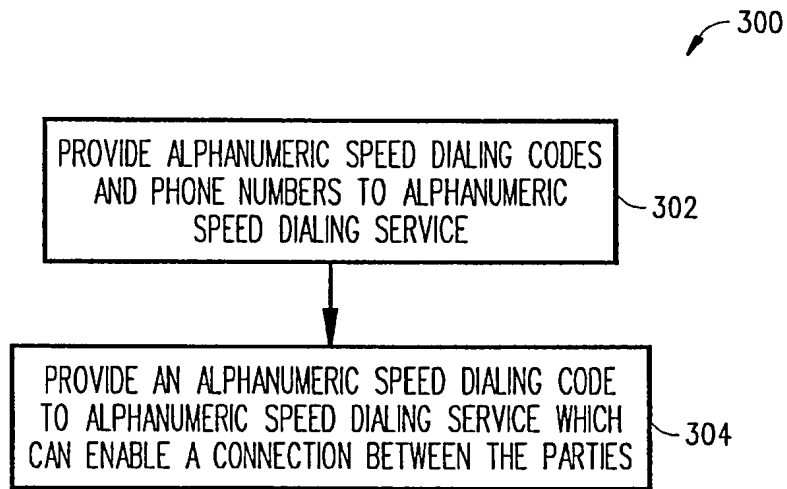 300
PROVIDE ALPHANUMERIC SPEED DIALING CODES
AND PHONE NUMBERS TO ALPHANUMERIC
SPEED DIALING SERVICE
302
PROVIDE AN ALPHANUMERIC SPEED DIALING CODE
TO ALPHANUMERIC SPEED DIALING SERVICE WHICH
CAN ENABLE A CONNECTION BETWEEN THE PARTIES
304